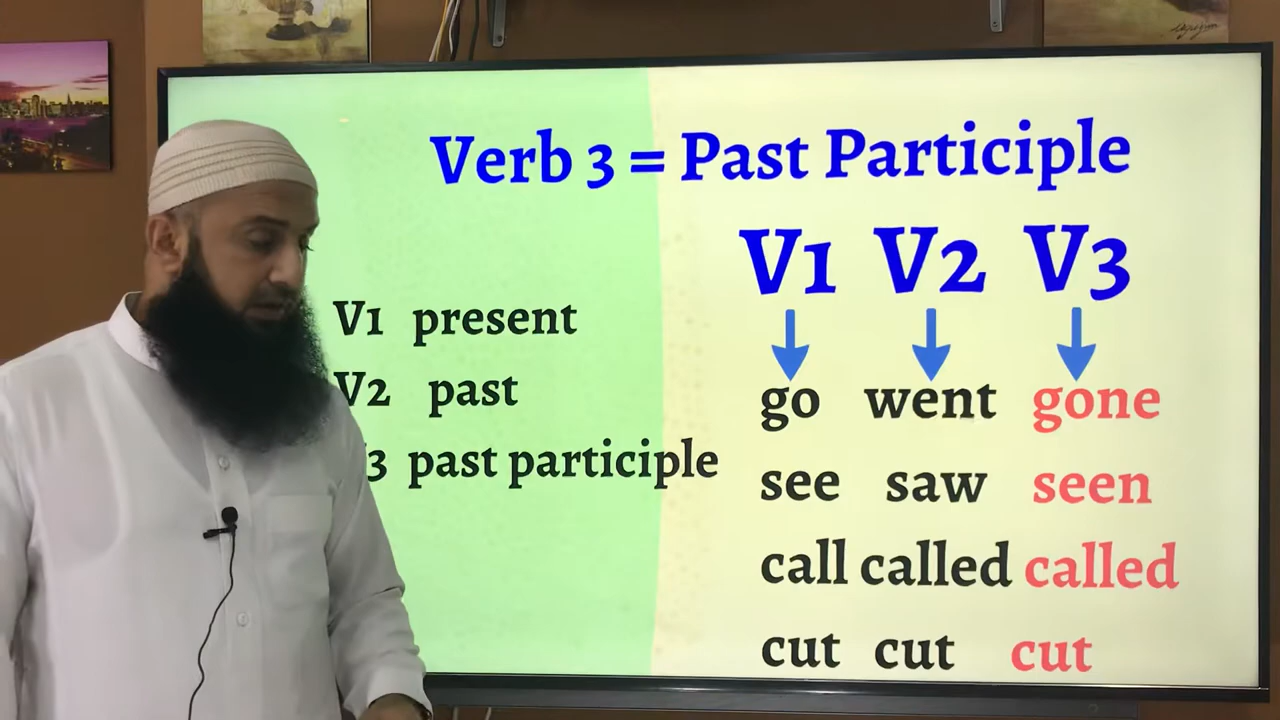 Verb 3 = Past Participle
V1 V2 V3
V1 present
V2 past
3 past participle
go went gone
see saw seen
call called called
cut cut cut